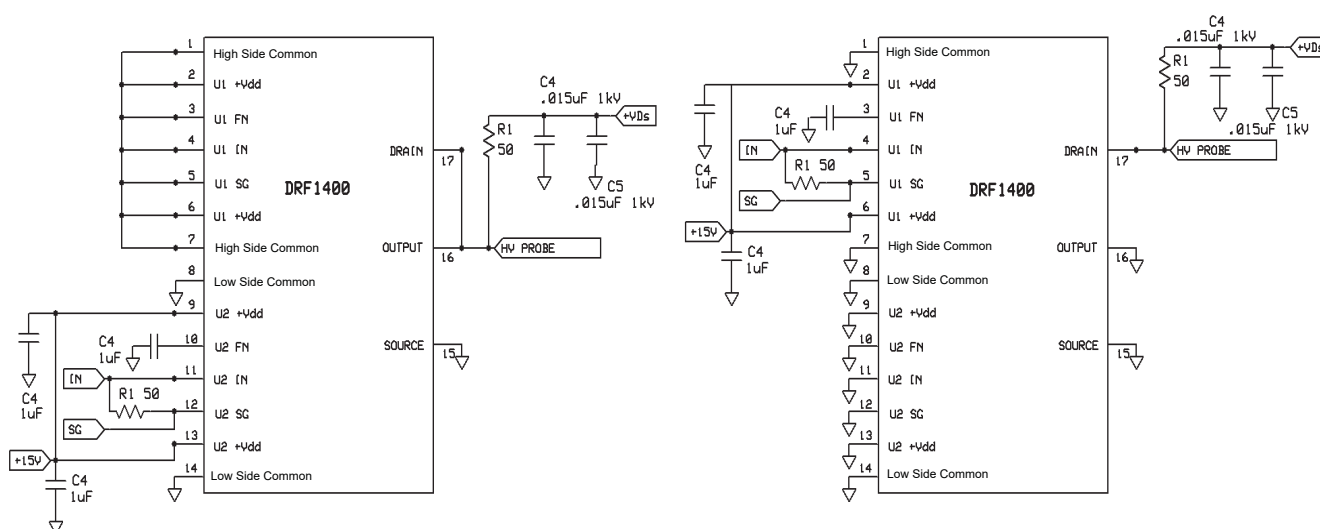 1 High Side Common
2 U1 +Vdd
3 U1 FN
4 U1 IN
5 U1 SG
6 U1 +Vdd
7 High Side Common
8 Low Side Common
9 U2 +Vdd
10 U2 FN
11 U2 IN
12 U2 SG
13 U2 +Vdd
14 Low Side Common
DRF1400
DRAIN
17
OUTPUT
16
SOURCE
15
C4
.015uF 1kV
+VDs
R1
50
C5
.015uF 1kV
HV PROBE
C4
1uF
IN
R1 50
C4
1uF
SG
+15V
C4
1uF
1 High Side Common
2 U1 +Vdd
3 U1 FN
4 U1 IN
5 U1 SG
6 U1 +Vdd
7 High Side Common
8 Low Side Common
9 U2 +Vdd
10 U2 FN
11 U2 IN
12 U2 SG
13 U2 +Vdd
14 Low Side Common
DRF1400
DRAIN
17
OUTPUT
16
SOURCE
15
C4
.015uF 1kV
+VDs
R1
50
C5
.015uF 1kV
HV PROBE
C4
1uF
IN
C4
1uF
R1 50
SG
+15V
C4
1uF